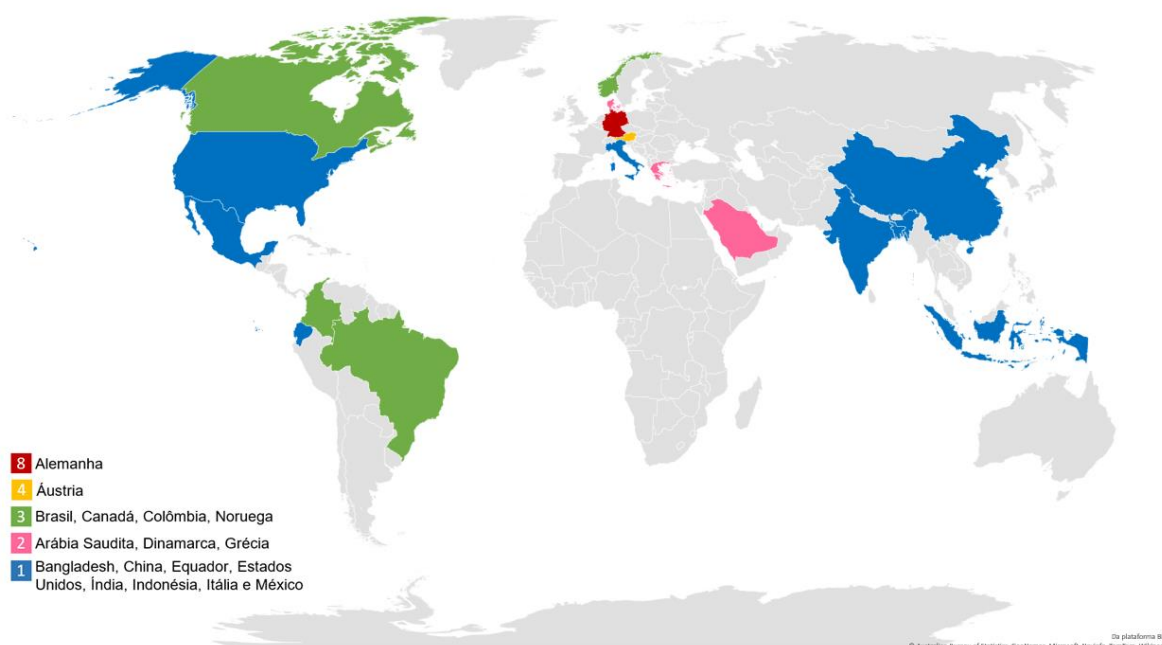 8 Alemanha
4 Áustria
3 Brasil, Canadá, Colômbia, Noruega
2 Arábia Saudita, Dinamarca, Grécia
1 Bangladesh, China, Equador, Estados
Unidos, Índia, Indonésia, Itália e México
Da plataforma B